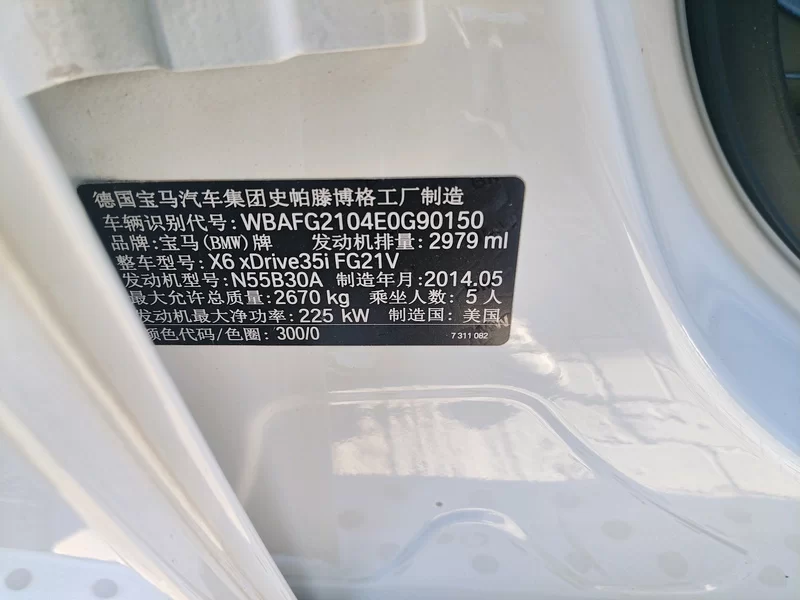 德国宝马汽车集团史帕滕博格工厂制造
车辆识别代号: WBAFG2104E0G90150
品牌: 宝马(BMW)牌 发动机排量: 2979 ml
整车型号: X6 xDrive35i FG21V
发动机型号: N55B30A 制造年月: 2014.05
最大允许总质量: 2670 kg 乘坐人数: 5 人
发动机最大净功率: 225 kW 制造国: 美国
颜色代码/色圈: 300/0
7 311 082